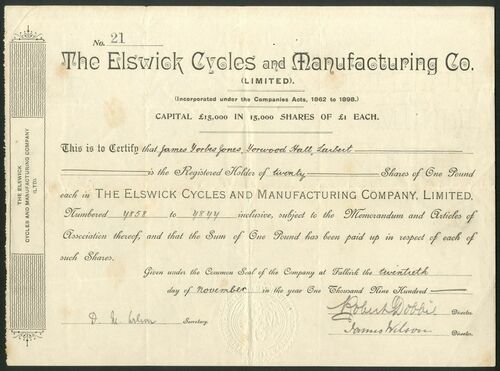 No. 21
The Elswick Cycles and Manufacturing Co.
(LIMITED).
(Incorporated under the Companies Acts, 1862 to 1898.)
CAPITAL £15,000 IN 15,000 SHARES OF £1 EACH.
This is to Certify that James Forbes Jones, Hall, Larbert
is the Registered Holder of twenty Shares of One Pound
each in THE ELSWICK CYCLES AND MANUFACTURING COMPANY, LIMITED,
Numbered to inclusive, subject to the Memorandum and Articles of
Association thereof, and that the Sum of One Pound has been paid up in respect of each of
such Shares.
Given under the Common Seal of the Company at Falkirk the twentieth
day of November in the year One Thousand Nine Hundred
Robert Dobbie Director.
D. Wilson Secretary.
James Wilson Director.
THE ELSWICK
CYCLES AND MANUFACTURING COMPANY
(LTD).